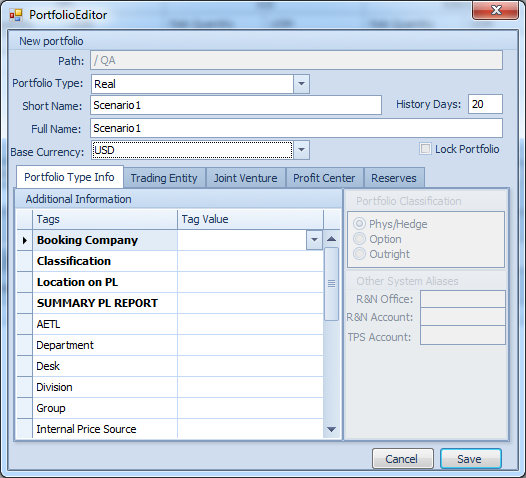 PortfolioEditor
New portfolio
Path: / QA
Portfolio Type: Real
Short Name: Scenario1 History Days: 20
Full Name: Scenario1
Base Currency: USD Lock Portfolio
Portfolio Type Info Trading Entity Joint Venture Profit Center Reserves
Additional Information
Tags Tag Value
Booking Company
Classification
Location on PL
SUMMARY PL REPORT
AETL
Department
Desk
Division
Group
Internal Price Source
Portfolio Classification
Phys/Hedge
Option
Outright
Other System Aliases
R&N Office:
R&N Account:
TPS Account:
Cancel Save